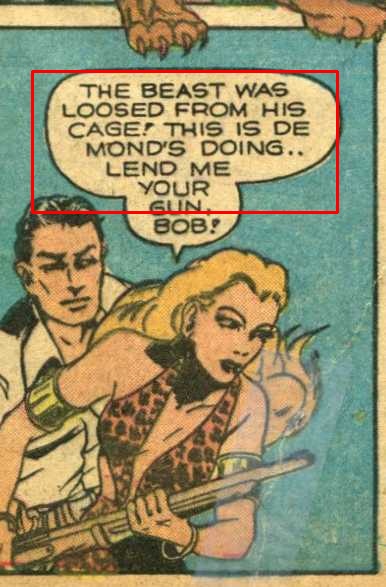 THE BEAST WAS
LOOSED FROM HIS
CAGE! THIS IS DE
MOND'S DOING..
LEND ME
YOUR
GUN,
BOB!